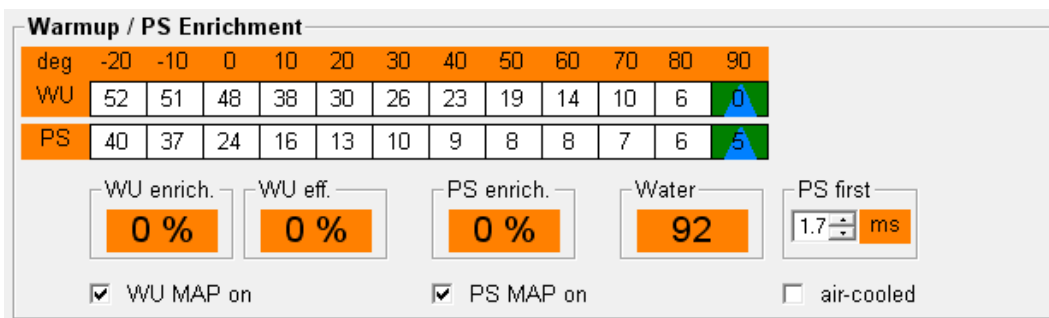 Warmup / PS Enrichment
deg -20 -10 0 10 20 30 40 50 60 70 80 90
WU 52 51 48 38 30 26 23 19 14 10 6 0
PS 40 37 24 16 13 10 9 8 8 7 6 5
WU enrich. WU eff. PS enrich. Water PS first
0 % 0 % 0 % 92 1.7 ms
WU MAP on PS MAP on air-cooled